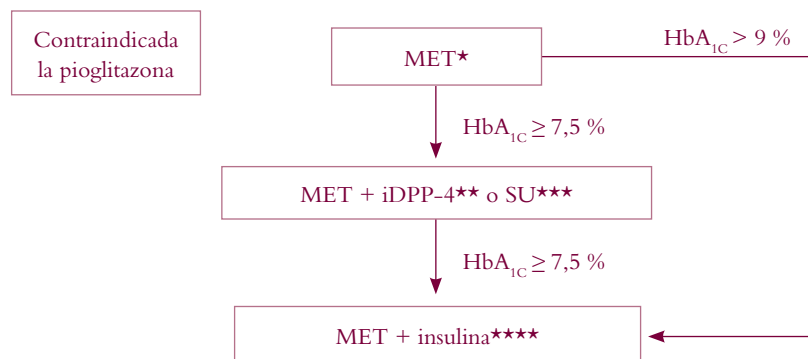 Contraindicada
la pioglitazona
MET★
HbA1C > 9 %
HbA1C ≥ 7,5 %
MET + iDPP-4★★ o SU★★★
HbA1C ≥ 7,5 %
MET + insulina★★★★